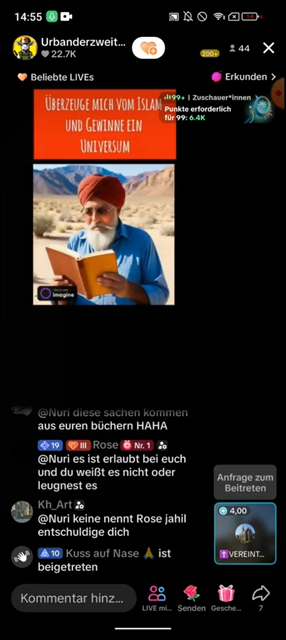 14:55
Urbanderzweit...
22.7K
200+
44
Beliebte LIVEs
Erkunden >
99+ | Zuschauer*innen
Punkte erforderlich
für 99: 6.4K
ÜBERZEUGE MICH VOM ISLAM
UND GEWINNE EIN
UNIVERSUM
Imagine
@Nuri diese sachen kommen
aus euren büchern HAHA
19 III Rose Nr. 1
@Nuri es ist erlaubt bei euch
und du weißt es nicht oder
leugnest es
Kh_Art
@Nuri keine nennt Rose jahil
entschuldige dich
10 Kuss auf Nase 🙏 ist
beigetreten
Anfrage zum
Beitreten
4,00
VEREINT...
Kommentar hinz...
LIVE mi...
Senden
Gesche...
7